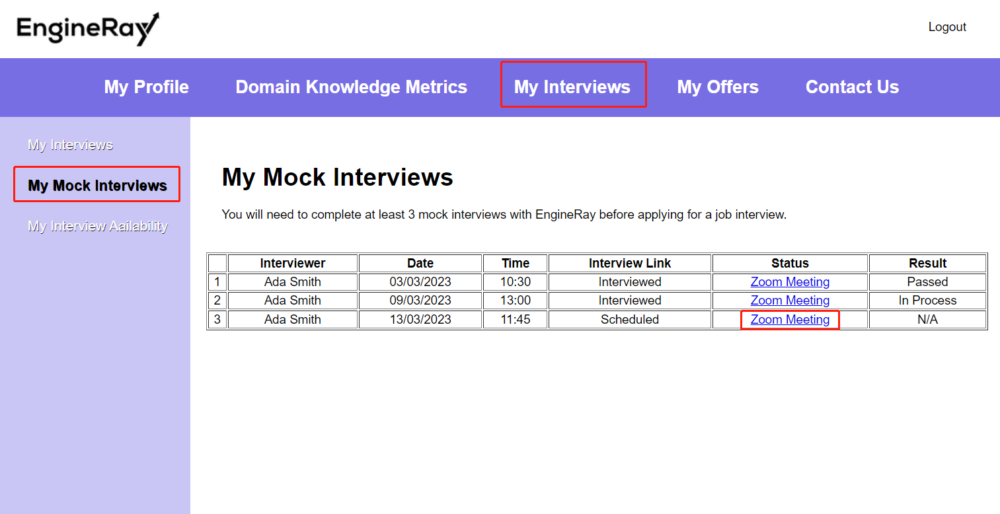 EngineRay
Logout
My Profile Domain Knowledge Metrics My Interviews My Offers Contact Us
My Interviews
My Mock Interviews
My Interview Aailability
My Mock Interviews
You will need to complete at least 3 mock interviews with EngineRay before applying for a job interview.
Interviewer Date Time Interview Link Status Result
1 Ada Smith 03/03/2023 10:30 Interviewed Zoom Meeting Passed
2 Ada Smith 09/03/2023 13:00 Interviewed Zoom Meeting In Process
3 Ada Smith 13/03/2023 11:45 Scheduled Zoom Meeting N/A